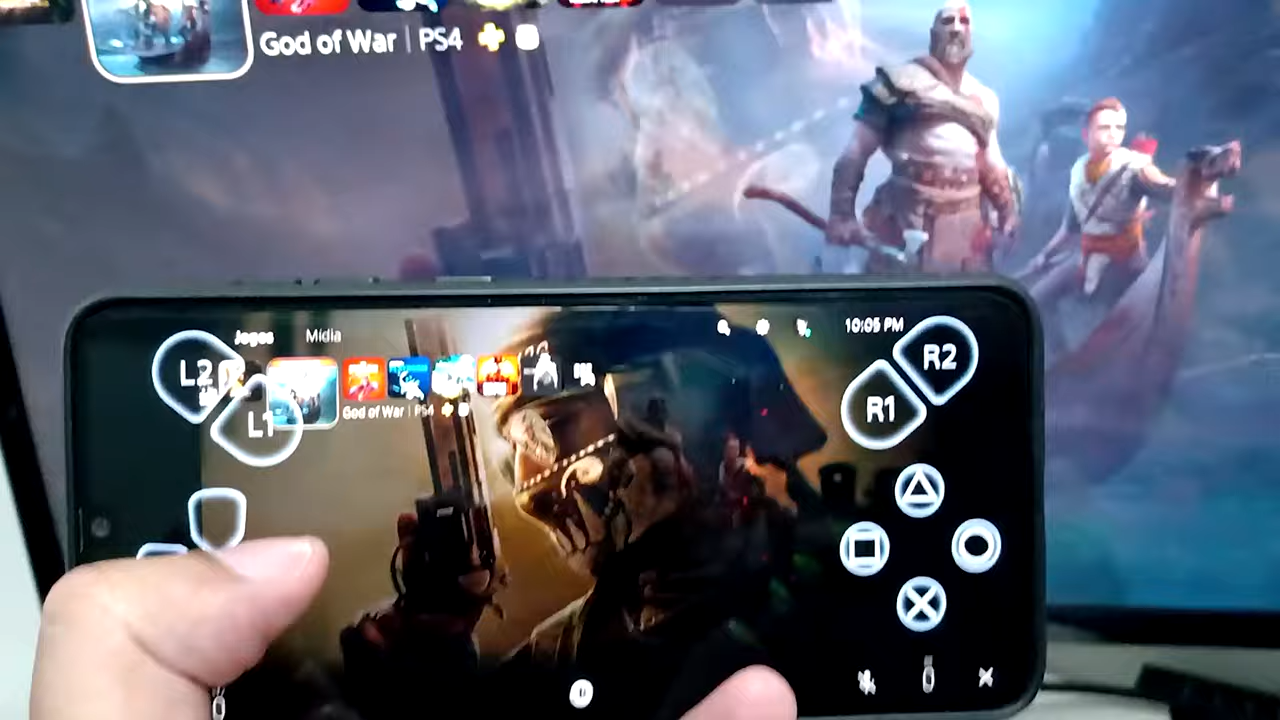 God of War | PS4
Jogos Mídia
10:05 PM
L2
R2
L1
R1
God of War | PS4